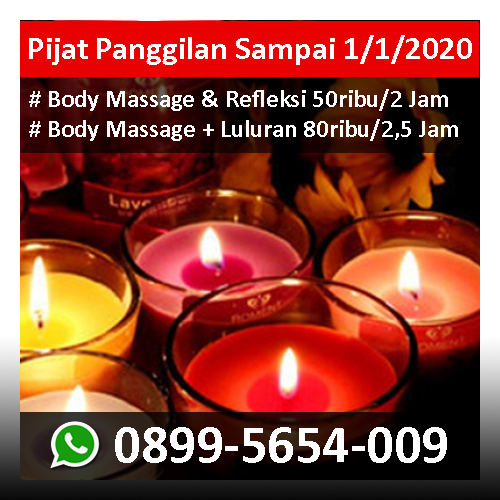 Pijat Panggilan Sampai 1/1/2020
# Body Massage & Refleksi 50ribu/2 Jam
# Body Massage + Luluran 80ribu/2,5 Jam
ROMENT
0899-5654-009